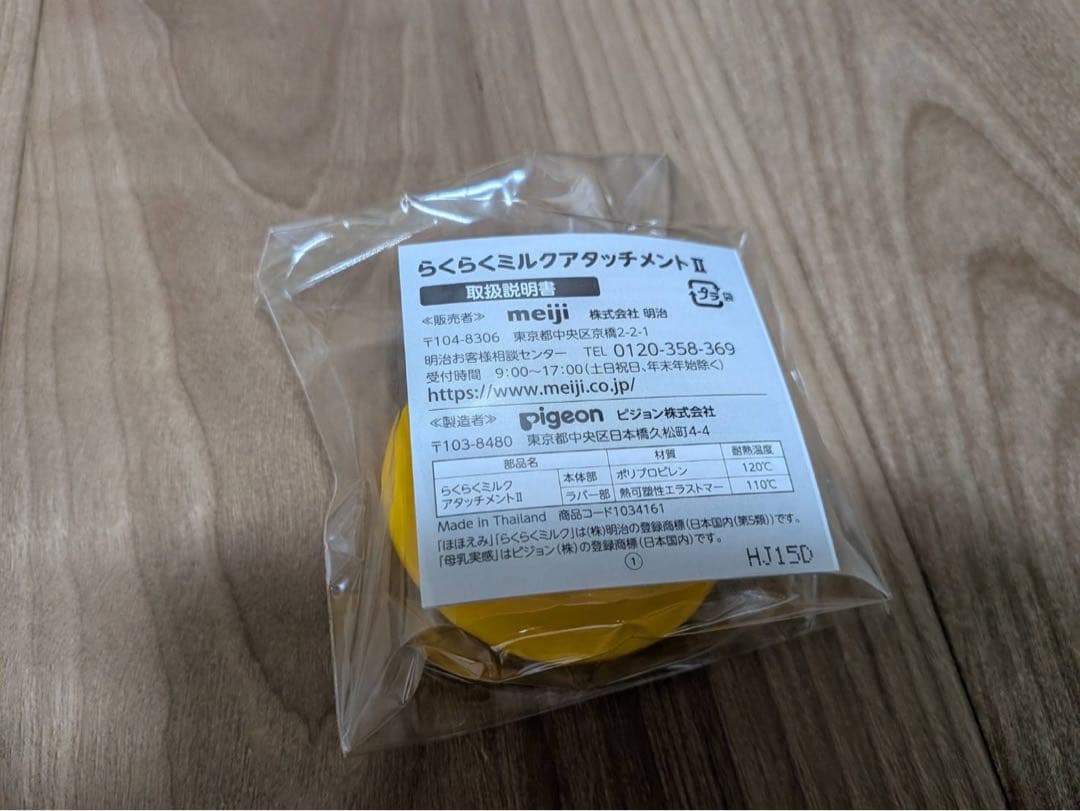 らくらくミルクアタッチメントⅡ
取扱説明書
プラ 袋
≪販売者≫ meiji 株式会社 明治
〒104-8306 東京都中央区京橋2-2-1
明治お客様相談センター TEL 0120-358-369
受付時間 9:00～17:00(土日祝日、年末年始除く)
https://www.meiji.co.jp/
≪製造者≫ pigeon ピジョン株式会社
〒103-8480 東京都中央区日本橋久松町4-4
部品名 材質 耐熱温度
らくらくミルク
アタッチメントⅡ
本体部 ポリプロピレン 120℃
ラバー部 熱可塑性エラストマー 110℃
Made in Thailand 商品コード1034161
「ほほえみ」「らくらくミルク」は(株)明治の登録商標(日本国内(第5類))です。
「母乳実感」はピジョン(株)の登録商標(日本国内)です。
①
HJ15D